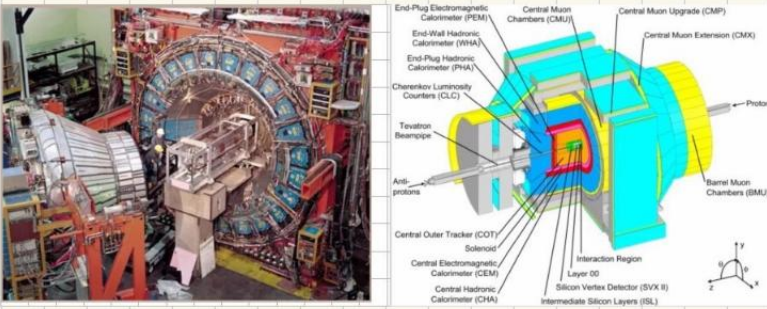 End-Plug Electromagnetic
Calorimeter (PEM)
End-Wall Hadronic
Calorimeter (WHA)
End-Plug Hadronic
Calorimeter (PHA)
Cherenkov Luminosity
Counters (CLC)
Tevatron
Beampipe
Anti-
protons
Central Muon
Chambers (CMU)
Central Muon Upgrade (CMP)
Central Muon Extension (CMX)
Proto
Barrel Muon
Chambers (BMU
Central Outer Tracker (COT)
Solenoid
Central Electromagnetic
Calorimeter (CEM)
Central Hadronic
Calorimeter (CHA)
Interaction Region
Layer 00
Silicon Vertex Detector (SVX II)
Intermediate Silicon Layers (ISL)
y
θ
φ
z
x